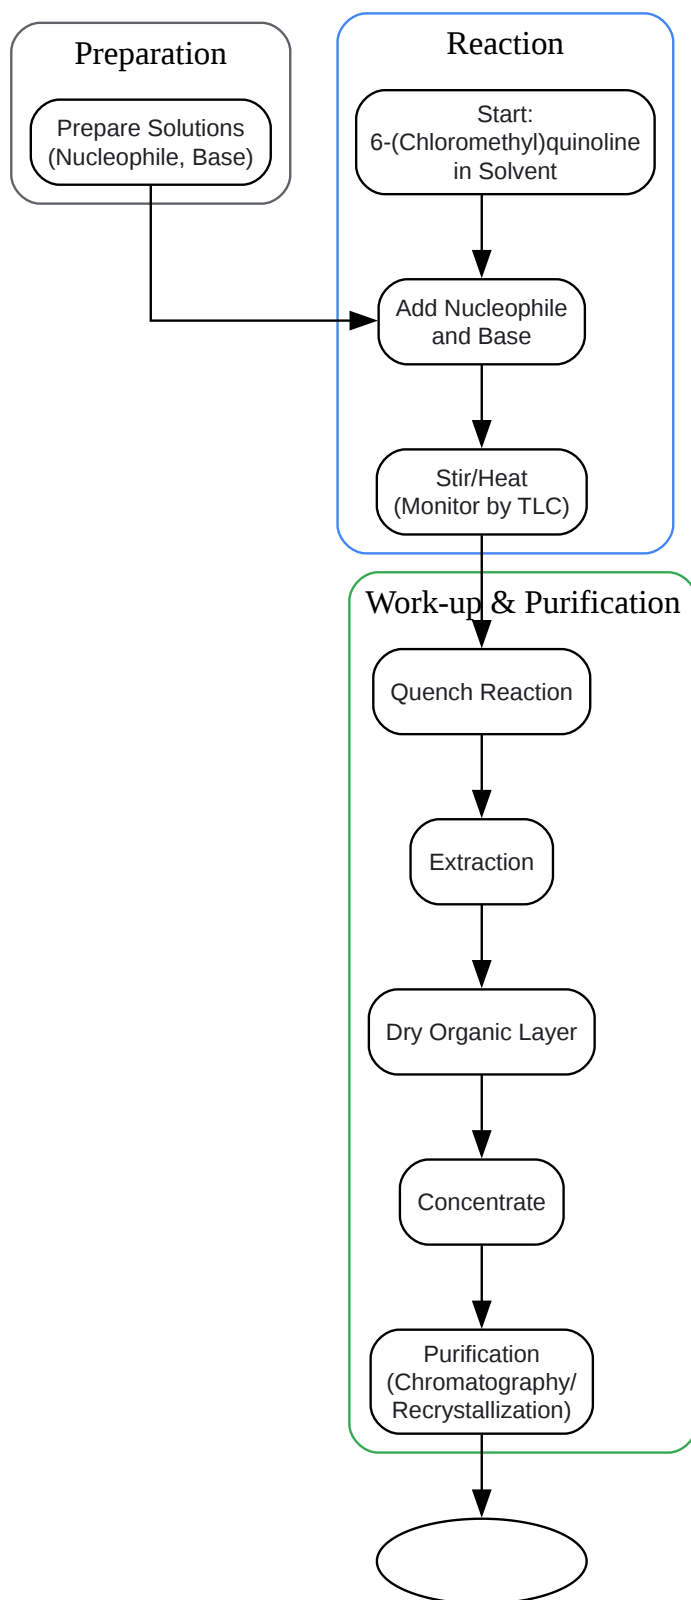 Preparation
Prepare Solutions
(Nucleophile, Base)
Reaction
Start:
6-(Chloromethyl)quinoline
in Solvent
Add Nucleophile
and Base
Stir/Heat
(Monitor by TLC)
Work-up & Purification
Quench Reaction
Extraction
Dry Organic Layer
Concentrate
Purification
(Chromatography/
Recrystallization)